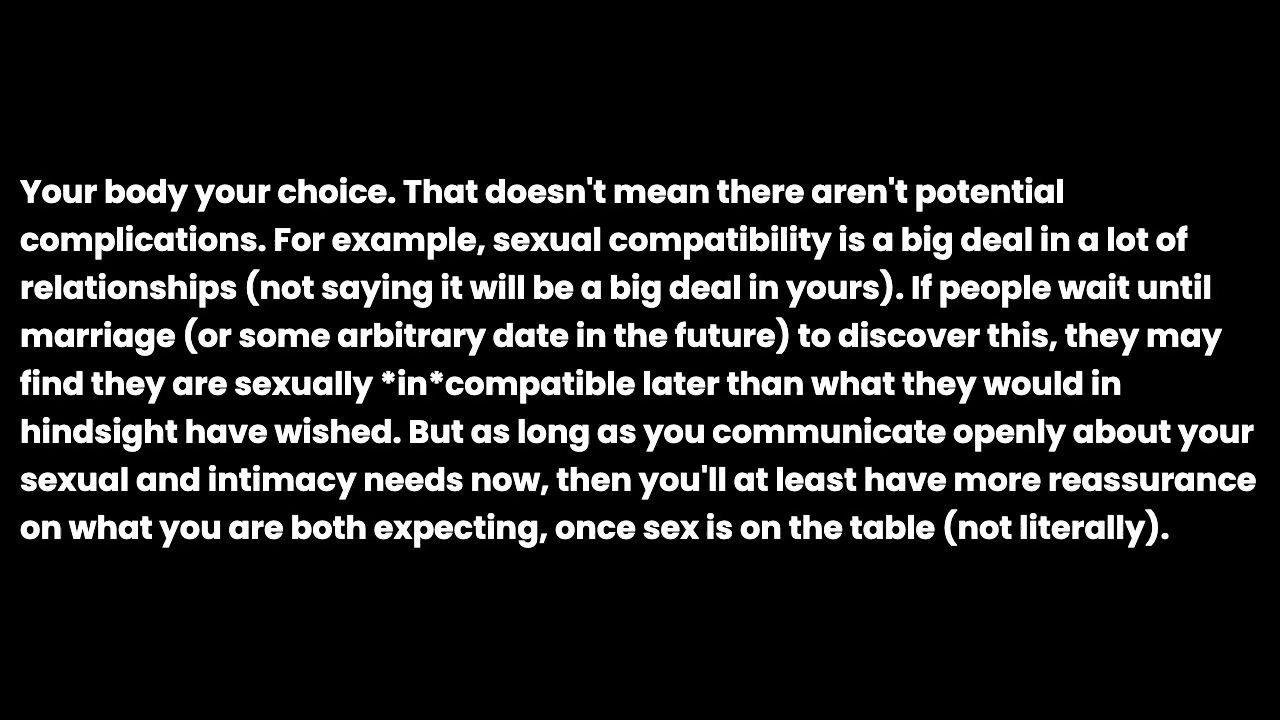 Your body your choice. That doesn't mean there aren't potential
complications. For example, sexual compatibility is a big deal in a lot of
relationships (not saying it will be a big deal in yours). If people wait until
marriage (or some arbitrary date in the future) to discover this, they may
find they are sexually *in*compatible later than what they would in
hindsight have wished. But as long as you communicate openly about your
sexual and intimacy needs now, then you'll at least have more reassurance
on what you are both expecting, once sex is on the table (not literally).